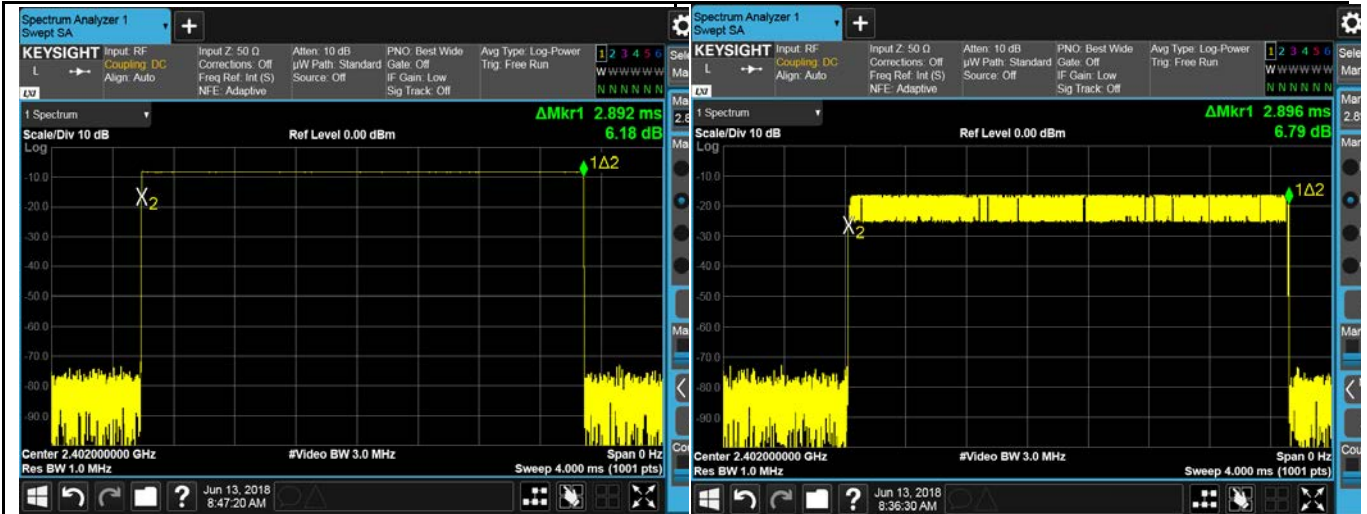 Spectrum Analyzer 1
Swept SA
KEYSIGHT
L
LXI
Input: RF
Coupling: DC
Align: Auto
Input Z: 50 Ω
Corrections: Off
Freq Ref: Int (S)
NFE: Adaptive
Atten: 10 dB
µW Path: Standard
Source: Off
PNO: Best Wide
Gate: Off
IF Gain: Low
Sig Track: Off
Avg Type: Log-Power
Trig: Free Run
1 2 3 4 5 6
W W W W W W
N N N N N N
1 Spectrum
Scale/Div 10 dB
Log
Ref Level 0.00 dBm
ΔMkr1 2.892 ms
6.18 dB
1Δ2
X2
-10.0
-20.0
-30.0
-40.0
-50.0
-60.0
-70.0
-80.0
-90.0
Center 2.402000000 GHz
Res BW 1.0 MHz
#Video BW 3.0 MHz
Span 0 Hz
Sweep 4.000 ms (1001 pts)
?
Jun 13, 2018
8:47:20 AM
Spectrum Analyzer 1
Swept SA
KEYSIGHT
L
LXI
Input: RF
Coupling: DC
Align: Auto
Input Z: 50 Ω
Corrections: Off
Freq Ref: Int (S)
NFE: Adaptive
Atten: 10 dB
µW Path: Standard
Source: Off
PNO: Best Wide
Gate: Off
IF Gain: Low
Sig Track: Off
Avg Type: Log-Power
Trig: Free Run
1 2 3 4 5 6
W W W W W W
N N N N N N
1 Spectrum
Scale/Div 10 dB
Log
Ref Level 0.00 dBm
ΔMkr1 2.896 ms
6.79 dB
1Δ2
X2
-10.0
-20.0
-30.0
-40.0
-50.0
-60.0
-70.0
-80.0
-90.0
Center 2.402000000 GHz
Res BW 1.0 MHz
#Video BW 3.0 MHz
Span 0 Hz
Sweep 4.000 ms (1001 pts)
?
Jun 13, 2018
8:36:30 AM